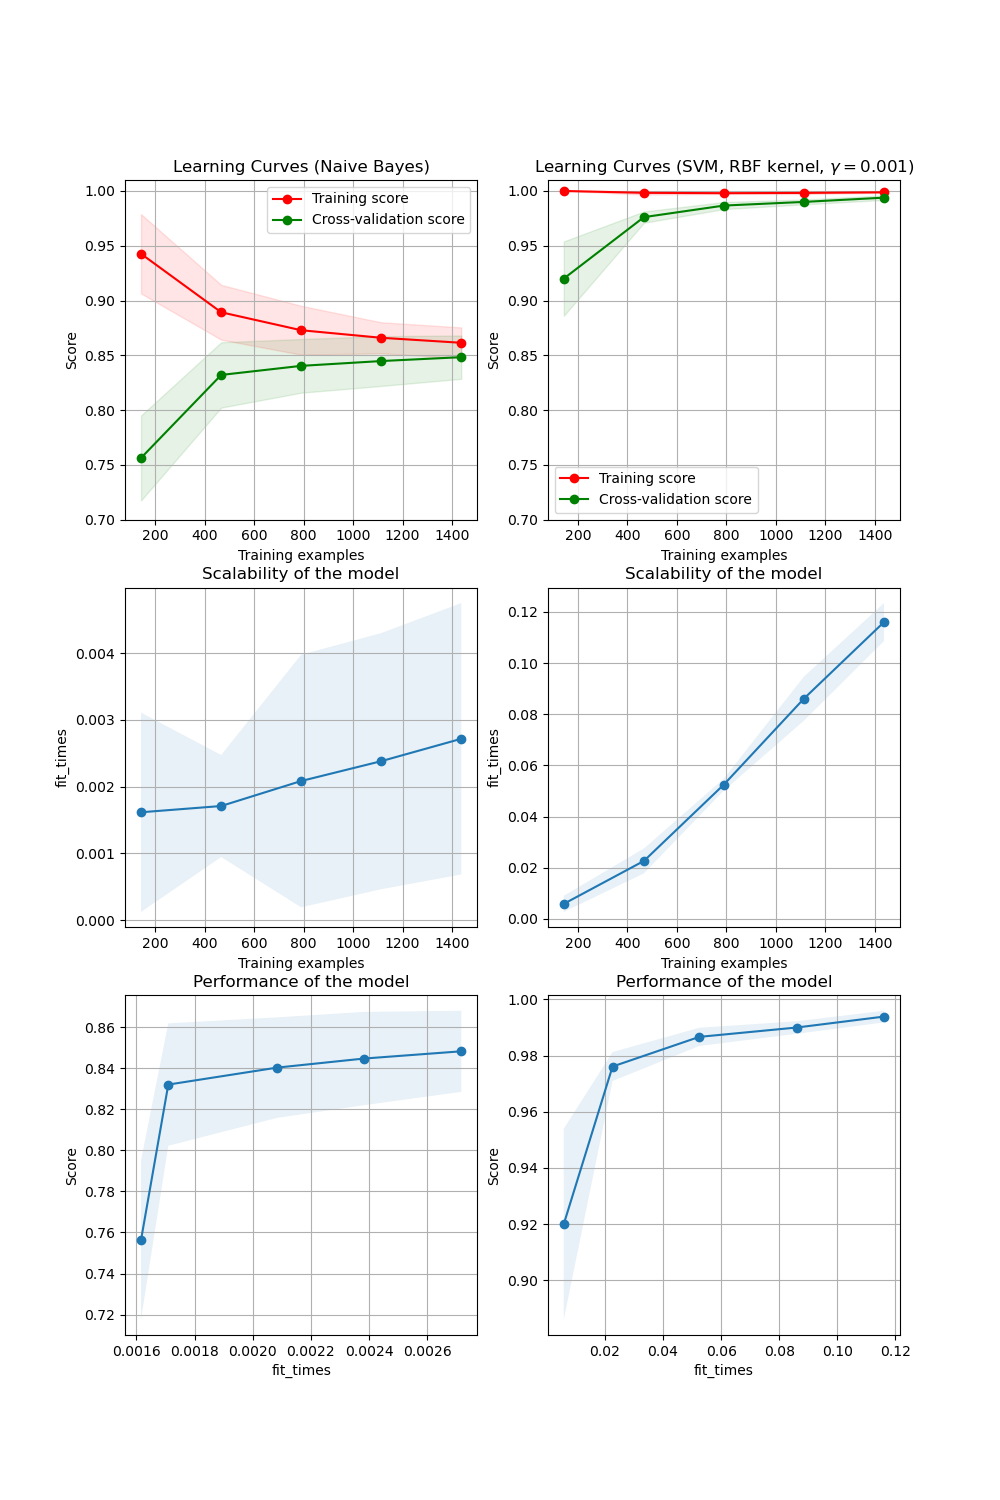 Learning Curves (Naive Bayes)
1.00
0.95
0.90
0.85
0.80
0.75
0.70
Score
Training score
Cross-validation score
200 400 600 800 1000 1200 1400
Training examples
Learning Curves (SVM, RBF kernel, γ = 0.001)
1.00
0.95
0.90
0.85
0.80
0.75
0.70
Score
Training score
Cross-validation score
200 400 600 800 1000 1200 1400
Training examples
Scalability of the model
0.004
0.003
0.002
0.001
0.000
fit_times
200 400 600 800 1000 1200 1400
Training examples
Scalability of the model
0.12
0.10
0.08
0.06
0.04
0.02
0.00
fit_times
200 400 600 800 1000 1200 1400
Training examples
Performance of the model
0.86
0.84
0.82
0.80
0.78
0.76
0.74
0.72
Score
0.0016 0.0018 0.0020 0.0022 0.0024 0.0026
fit_times
Performance of the model
1.00
0.98
0.96
0.94
0.92
0.90
Score
0.02 0.04 0.06 0.08 0.10 0.12
fit_times